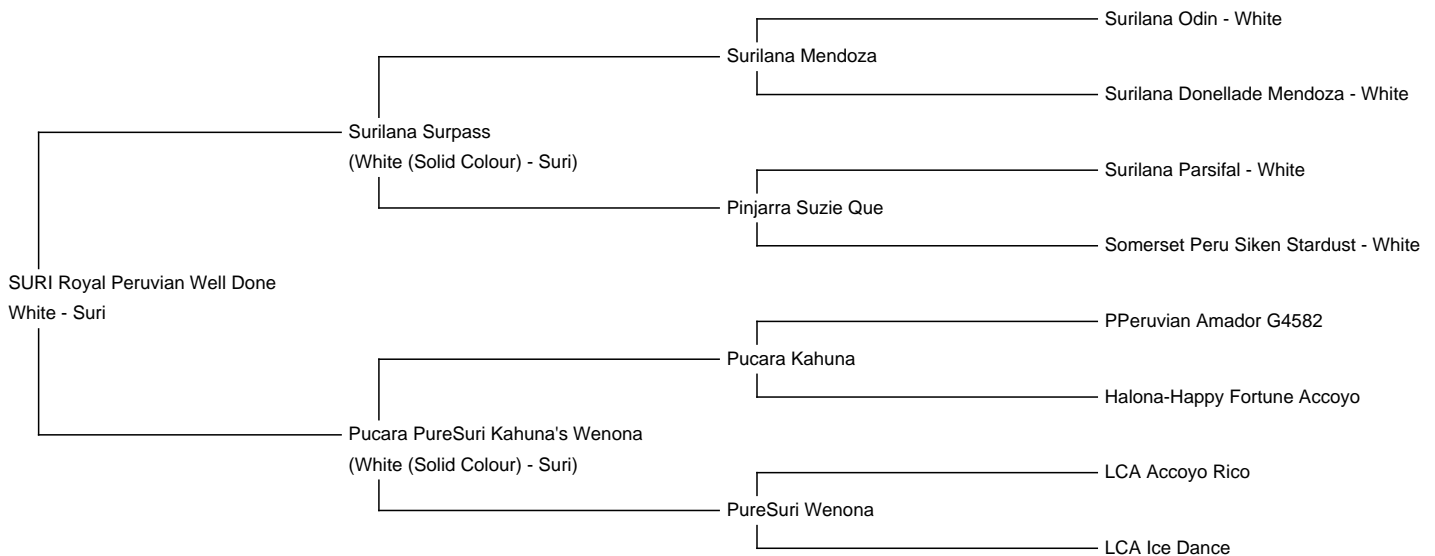 Surilana Odin - White
Surilana Mendoza
Surilana Donellade Mendoza - White
Surilana Surpass
(White (Solid Colour) - Suri)
Surilana Parsifal - White
Pinjarra Suzie Que
Somerset Peru Siken Stardust - White
SURI Royal Peruvian Well Done
White - Suri
PPeruvian Amador G4582
Pucara Kahuna
Halona-Happy Fortune Accoyo
Pucara PureSuri Kahuna's Wenona
(White (Solid Colour) - Suri)
LCA Accoyo Rico
PureSuri Wenona
LCA Ice Dance